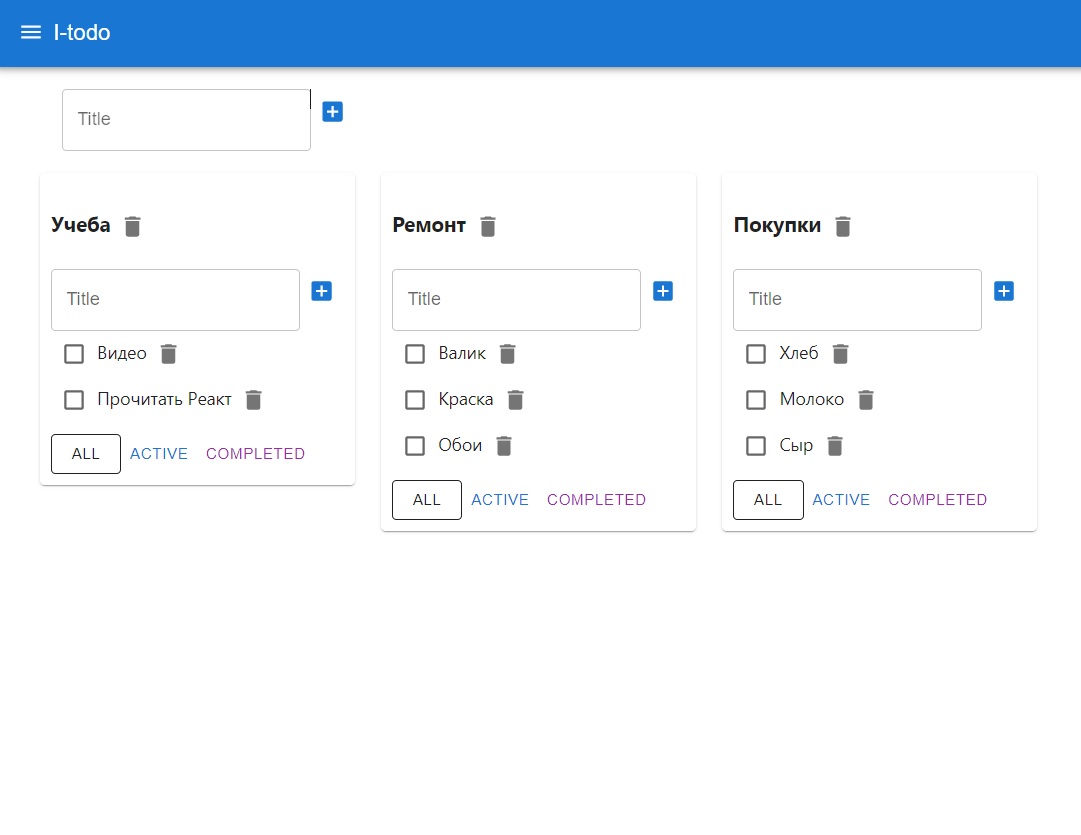 I-todo
Title
Учеба
Title
Видео
Прочитать Реакт
ALL ACTIVE COMPLETED
Ремонт
Title
Валик
Краска
Обои
ALL ACTIVE COMPLETED
Покупки
Title
Хлеб
Молоко
Сыр
ALL ACTIVE COMPLETED